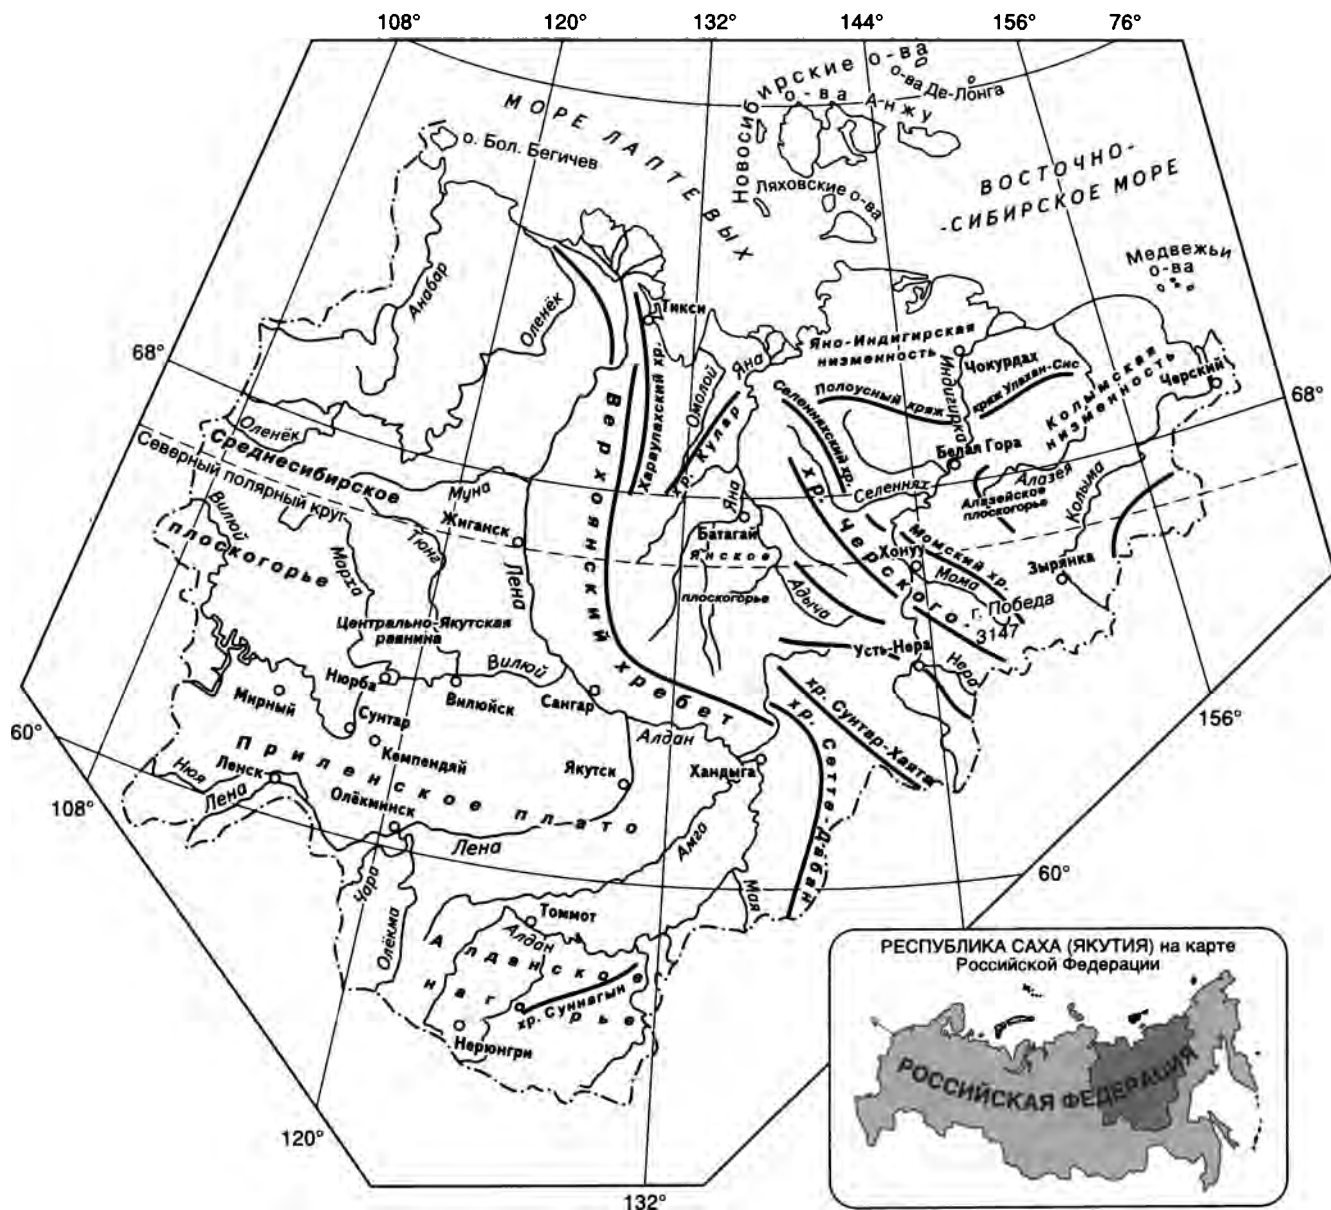 108° 120° 132° 144° 156° 76°
Новосибирские о-ва
о-ва Де-Лонга
о-ва Анжу
МОРЕ ЛАПТЕВЫХ
о. Бол. Бегичев
Ляховские о-ва
ВОСТОЧНО-
-СИБИРСКОЕ МОРЕ
Медвежьи
о-ва
Анабар
Оленёк
Тикси
Яно-Индигирская
низменность
Чокурдах
68°
Яна
Омолой
Хараулахский хр.
хр. Кулар
Селенняхский хр.
Полоусный кряж
Индигирка
кряж Улахан-Сис
Колымская
низменность
Черский
68°
Оленёк
Среднесибирское
плоскогорье
Северный полярный круг
Муна
Верхоянский хребет
Белая Гора
Селеннях
Алазея
Алазейское
плоскогорье
Колыма
Вилюй
Жиганск
Тюнг
Марха
Лена
Яна
Батагай
Янское
плоскогорье
Адыча
хр. Черского
Хонуу
Момский хр.
Мома
Зырянка
г. Победа
3147
Центрально-Якутская
равнина
Вилюй
Нюрба
Вилюйск
Сангар
Усть-Нера
Нера
Мирный
Сунтар
Кемпендяй
Алдан
хр. Сунтар-Хаята
хр. Сетте-Дабан
156°
60°
Приленское плато
Нюя
Ленск
Лена
Якутск
Хандыга
108°
Олёкминск
Лена
Амга
60°
Чара
Олёкма
Мая
Томмот
Алдан
Алданское
нагорье
хр. Суннагын
Нерюнгри
120°
132°
РЕСПУБЛИКА САХА (ЯКУТИЯ) на карте
Российской Федерации
РОССИЙСКАЯ ФЕДЕРАЦИЯ